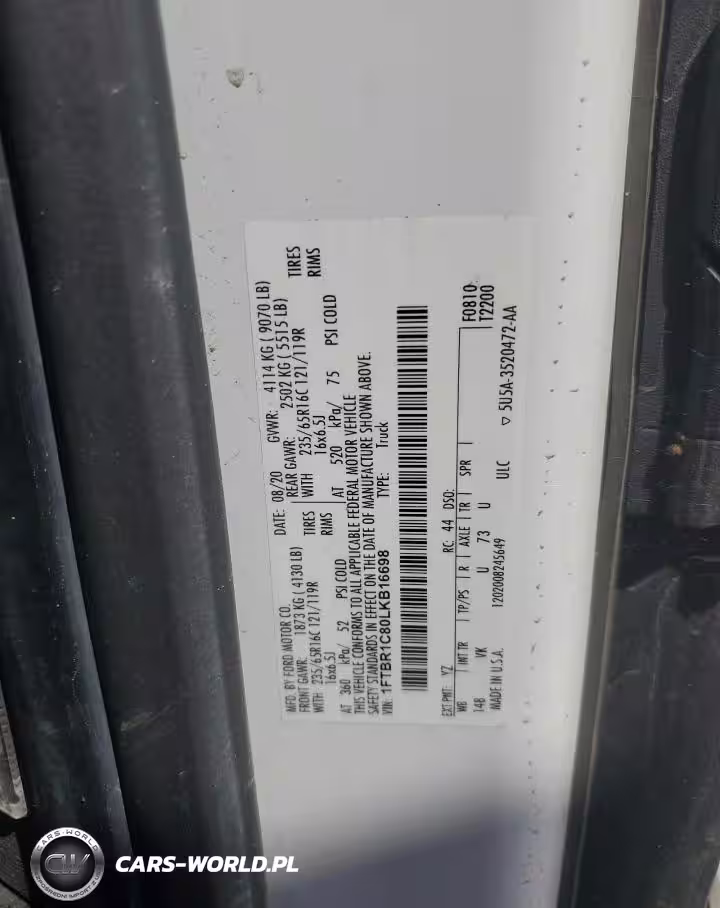 MFD. BY FORD MOTOR CO.
DATE: 08/20 GVWR: 4114 KG ( 9070 LB)
FRONT GAWR: 1873 KG ( 4130 LB) REAR GAWR: 2502 KG ( 5515 LB)
WITH 235/65R16C 121/119R TIRES WITH 235/65R16C 121/119R TIRES
16x6.5J RIMS 16x6.5J RIMS
AT 360 kPa/ 52 PSI COLD AT 520 kPa/ 75 PSI COLD
THIS VEHICLE CONFORMS TO ALL APPLICABLE FEDERAL MOTOR VEHICLE
SAFETY STANDARDS IN EFFECT ON THE DATE OF MANUFACTURE SHOWN ABOVE.
VIN: 1FTBR1C80LKB16698 TYPE: Truck
EXT PNT: YZ RC: 44 DSO: F0810
WB INT TR TP/PS R AXLE TR SPR T2200
148 VK U 73 U
MADE IN U.S.A. 1202008245649 ULC ▽ 5U5A-3520472-AA
CARS-WORLD
CW
CARS-WORLD.PL